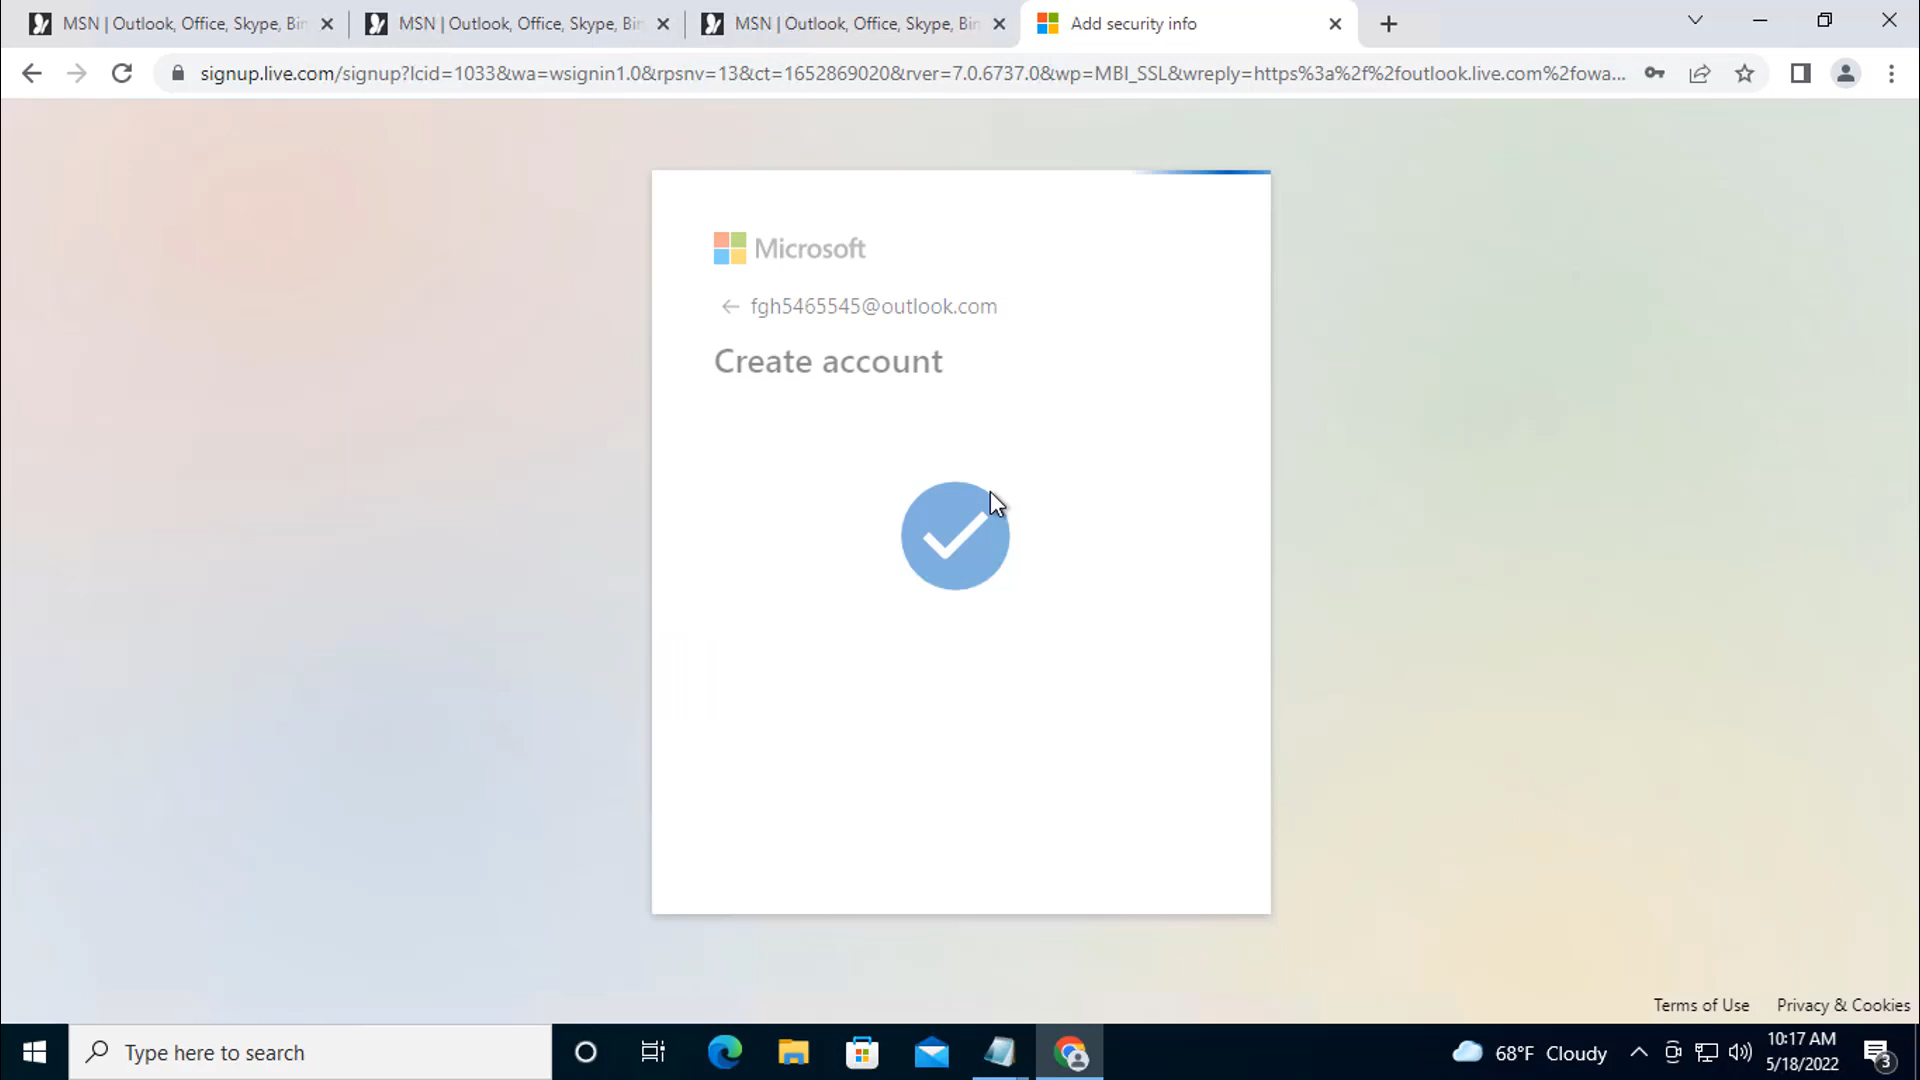 MSN | Outlook, Office, Skype, Bin
MSN | Outlook, Office, Skype, Bin
MSN | Outlook, Office, Skype, Bin
Add security info
signup.live.com/signup?lcid=1033&wa=wsignin1.0&rpsnv=13&ct=1652869020&rver=7.0.6737.0&wp=MBI_SSL&wreply=https%3a%2f%2foutlook.live.com%2fowa...
Microsoft
fgh5465545@outlook.com
Create account
Terms of Use
Privacy & Cookies
Type here to search
68°F Cloudy
10:17 AM
5/18/2022
3